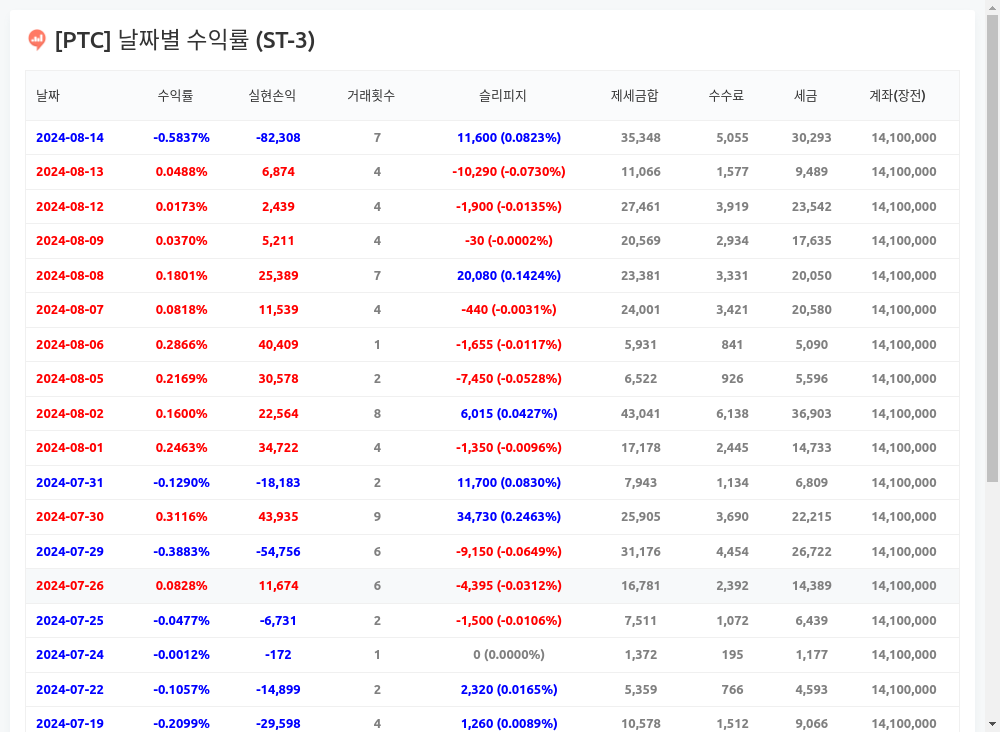 [PTC] 날짜별 수익률 (ST-3)
날짜 수익률 실현손익 거래횟수 슬리피지 제세금합 수수료 세금 계좌(장전)
2024-08-14 -0.5837% -82,308 7 11,600 (0.0823%) 35,348 5,055 30,293 14,100,000
2024-08-13 0.0488% 6,874 4 -10,290 (-0.0730%) 11,066 1,577 9,489 14,100,000
2024-08-12 0.0173% 2,439 4 -1,900 (-0.0135%) 27,461 3,919 23,542 14,100,000
2024-08-09 0.0370% 5,211 4 -30 (-0.0002%) 20,569 2,934 17,635 14,100,000
2024-08-08 0.1801% 25,389 7 20,080 (0.1424%) 23,381 3,331 20,050 14,100,000
2024-08-07 0.0818% 11,539 4 -440 (-0.0031%) 24,001 3,421 20,580 14,100,000
2024-08-06 0.2866% 40,409 1 -1,655 (-0.0117%) 5,931 841 5,090 14,100,000
2024-08-05 0.2169% 30,578 2 -7,450 (-0.0528%) 6,522 926 5,596 14,100,000
2024-08-02 0.1600% 22,564 8 6,015 (0.0427%) 43,041 6,138 36,903 14,100,000
2024-08-01 0.2463% 34,722 4 -1,350 (-0.0096%) 17,178 2,445 14,733 14,100,000
2024-07-31 -0.1290% -18,183 2 11,700 (0.0830%) 7,943 1,134 6,809 14,100,000
2024-07-30 0.3116% 43,935 9 34,730 (0.2463%) 25,905 3,690 22,215 14,100,000
2024-07-29 -0.3883% -54,756 6 -9,150 (-0.0649%) 31,176 4,454 26,722 14,100,000
2024-07-26 0.0828% 11,674 6 -4,395 (-0.0312%) 16,781 2,392 14,389 14,100,000
2024-07-25 -0.0477% -6,731 2 -1,500 (-0.0106%) 7,511 1,072 6,439 14,100,000
2024-07-24 -0.0012% -172 1 0 (0.0000%) 1,372 195 1,177 14,100,000
2024-07-22 -0.1057% -14,899 2 2,320 (0.0165%) 5,359 766 4,593 14,100,000
2024-07-19 -0.2099% -29,598 4 1,260 (0.0089%) 10,578 1,512 9,066 14,100,000